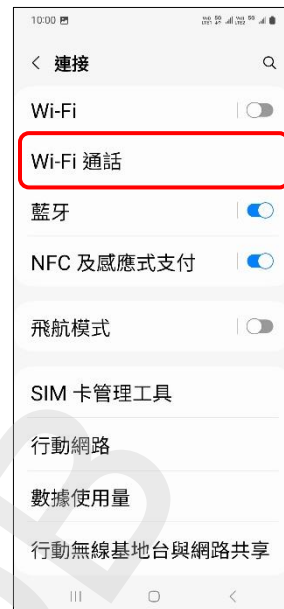 10:00
連接
Wi-Fi
Wi-Fi 通話
藍牙
NFC 及感應式支付
飛航模式
SIM 卡管理工具
行動網路
數據使用量
行動無線基地台與網路共享